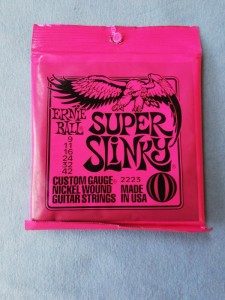 ERNIE BALL
SUPER SLINKY
9
11
16
24
32
42
CUSTOM GAUGE 2223
NICKEL WOUND MADE
GUITAR STRINGS IN USA